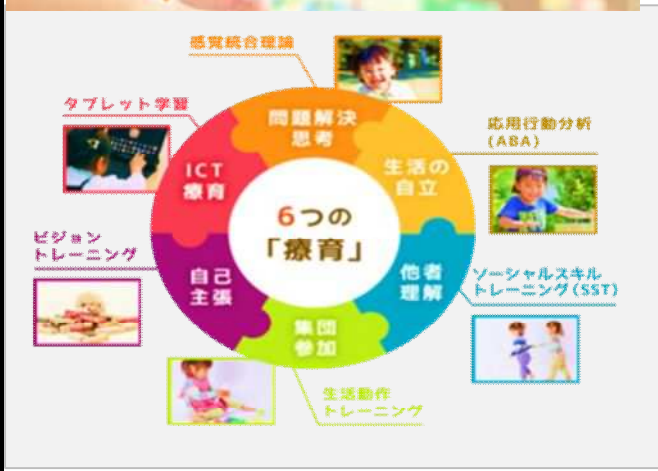 感覚統合理論
タブレット学習
問題解決
思考
応用行動分析
(ABA)
ICT
療育
生活の
自立
6つの
「療育」
ビジョン
トレーニング
自己
主張
他者
理解
ソーシャルスキル
トレーニング(SST)
集団
参加
生活動作
トレーニング